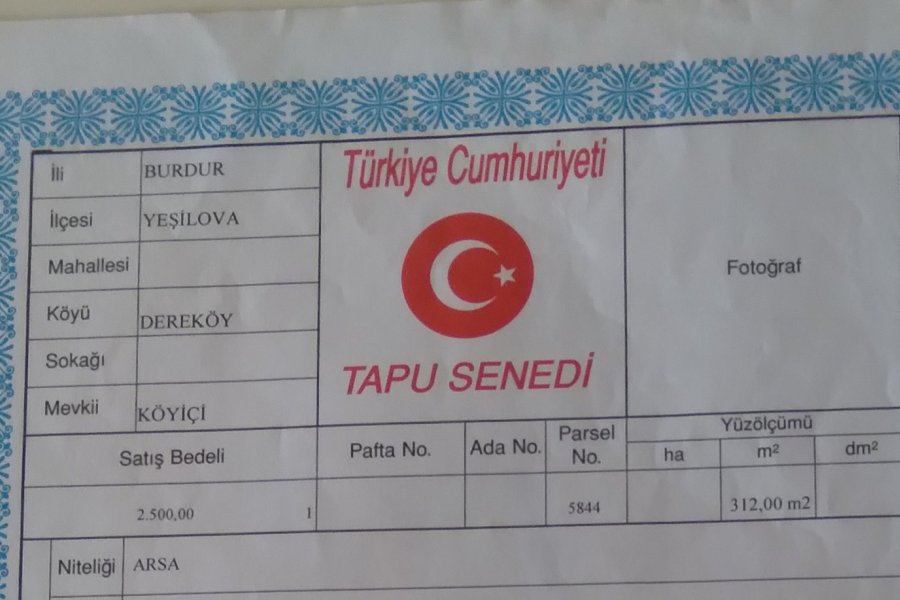 İli BURDUR
İlçesi YEŞİLOVA
Mahallesi
Köyü DEREKÖY
Sokağı
Mevkii KÖYİÇİ
Türkiye Cumhuriyeti
TAPU SENEDİ
Fotoğraf
Satış Bedeli Pafta No. Ada No. Parsel No. Yüzölçümü
ha m² dm²
2.500,00 1 5844 312,00 m2
Niteliği ARSA